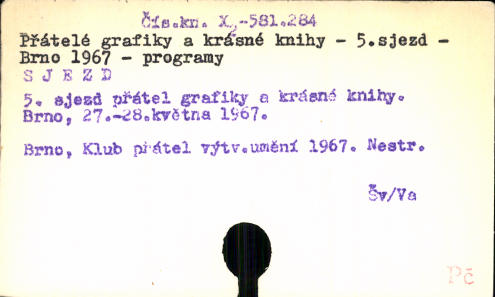 Čís.kn. X,-581.284
Přátelé grafiky a krásné knihy - 5.sjezd -
Brno 1967 - programy
S J E Z D
5. sjezd přátel grafiky a krásné knihy.
Brno, 27.-28.května 1967.
Brno, Klub přátel výtv.umění 1967. Nestr.
Šv/Va
Pč